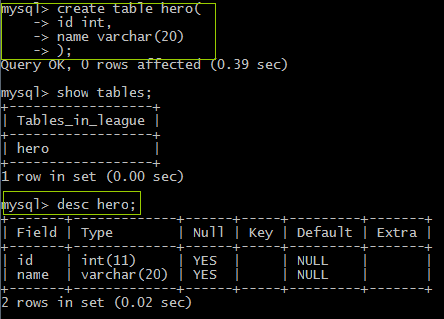 mysql> create table hero(
    -> id int,
    -> name varchar(20)
    -> );
Query OK, 0 rows affected (0.39 sec)
mysql> show tables;
+------------------+
| Tables_in_league |
+------------------+
| hero             |
+------------------+
1 row in set (0.00 sec)
mysql> desc hero;
+-------+-------------+------+-----+---------+-------+
| Field | Type        | Null | Key | Default | Extra |
+-------+-------------+------+-----+---------+-------+
| id    | int(11)     | YES  |     | NULL    |       |
| name  | varchar(20) | YES  |     | NULL    |       |
+-------+-------------+------+-----+---------+-------+
2 rows in set (0.02 sec)